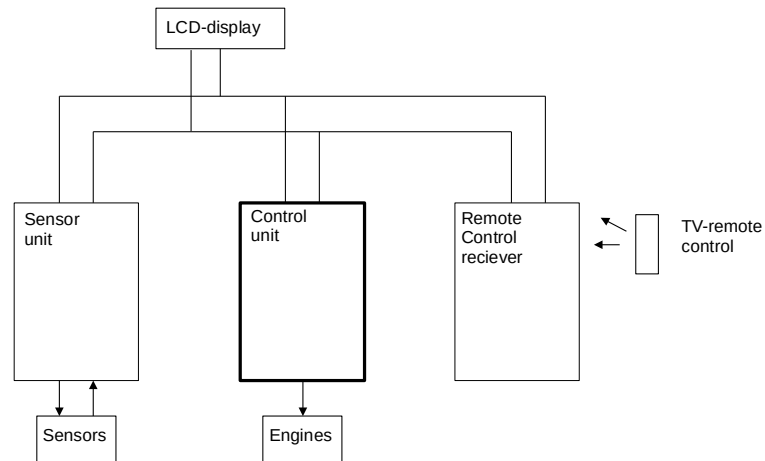 LCD-display
Sensor
unit
Control
unit
Remote
Control
reciever
TV-remote
control
Sensors
Engines